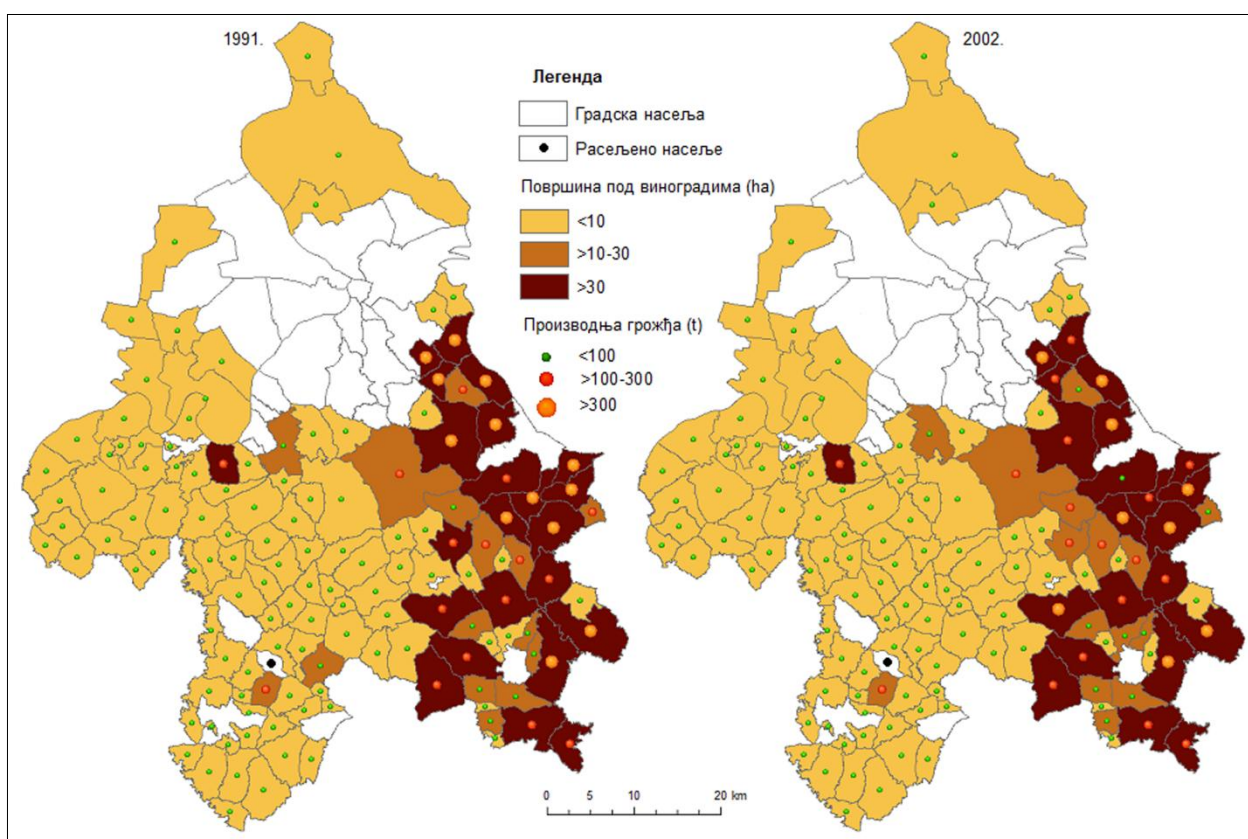 1991.
2002.
Легенда
Градска насеља
Расељено насеље
Површина под виноградима (ha)
<10
>10-30
>30
Производња грожђа (t)
<100
>100-300
>300
0 5 10 20 km